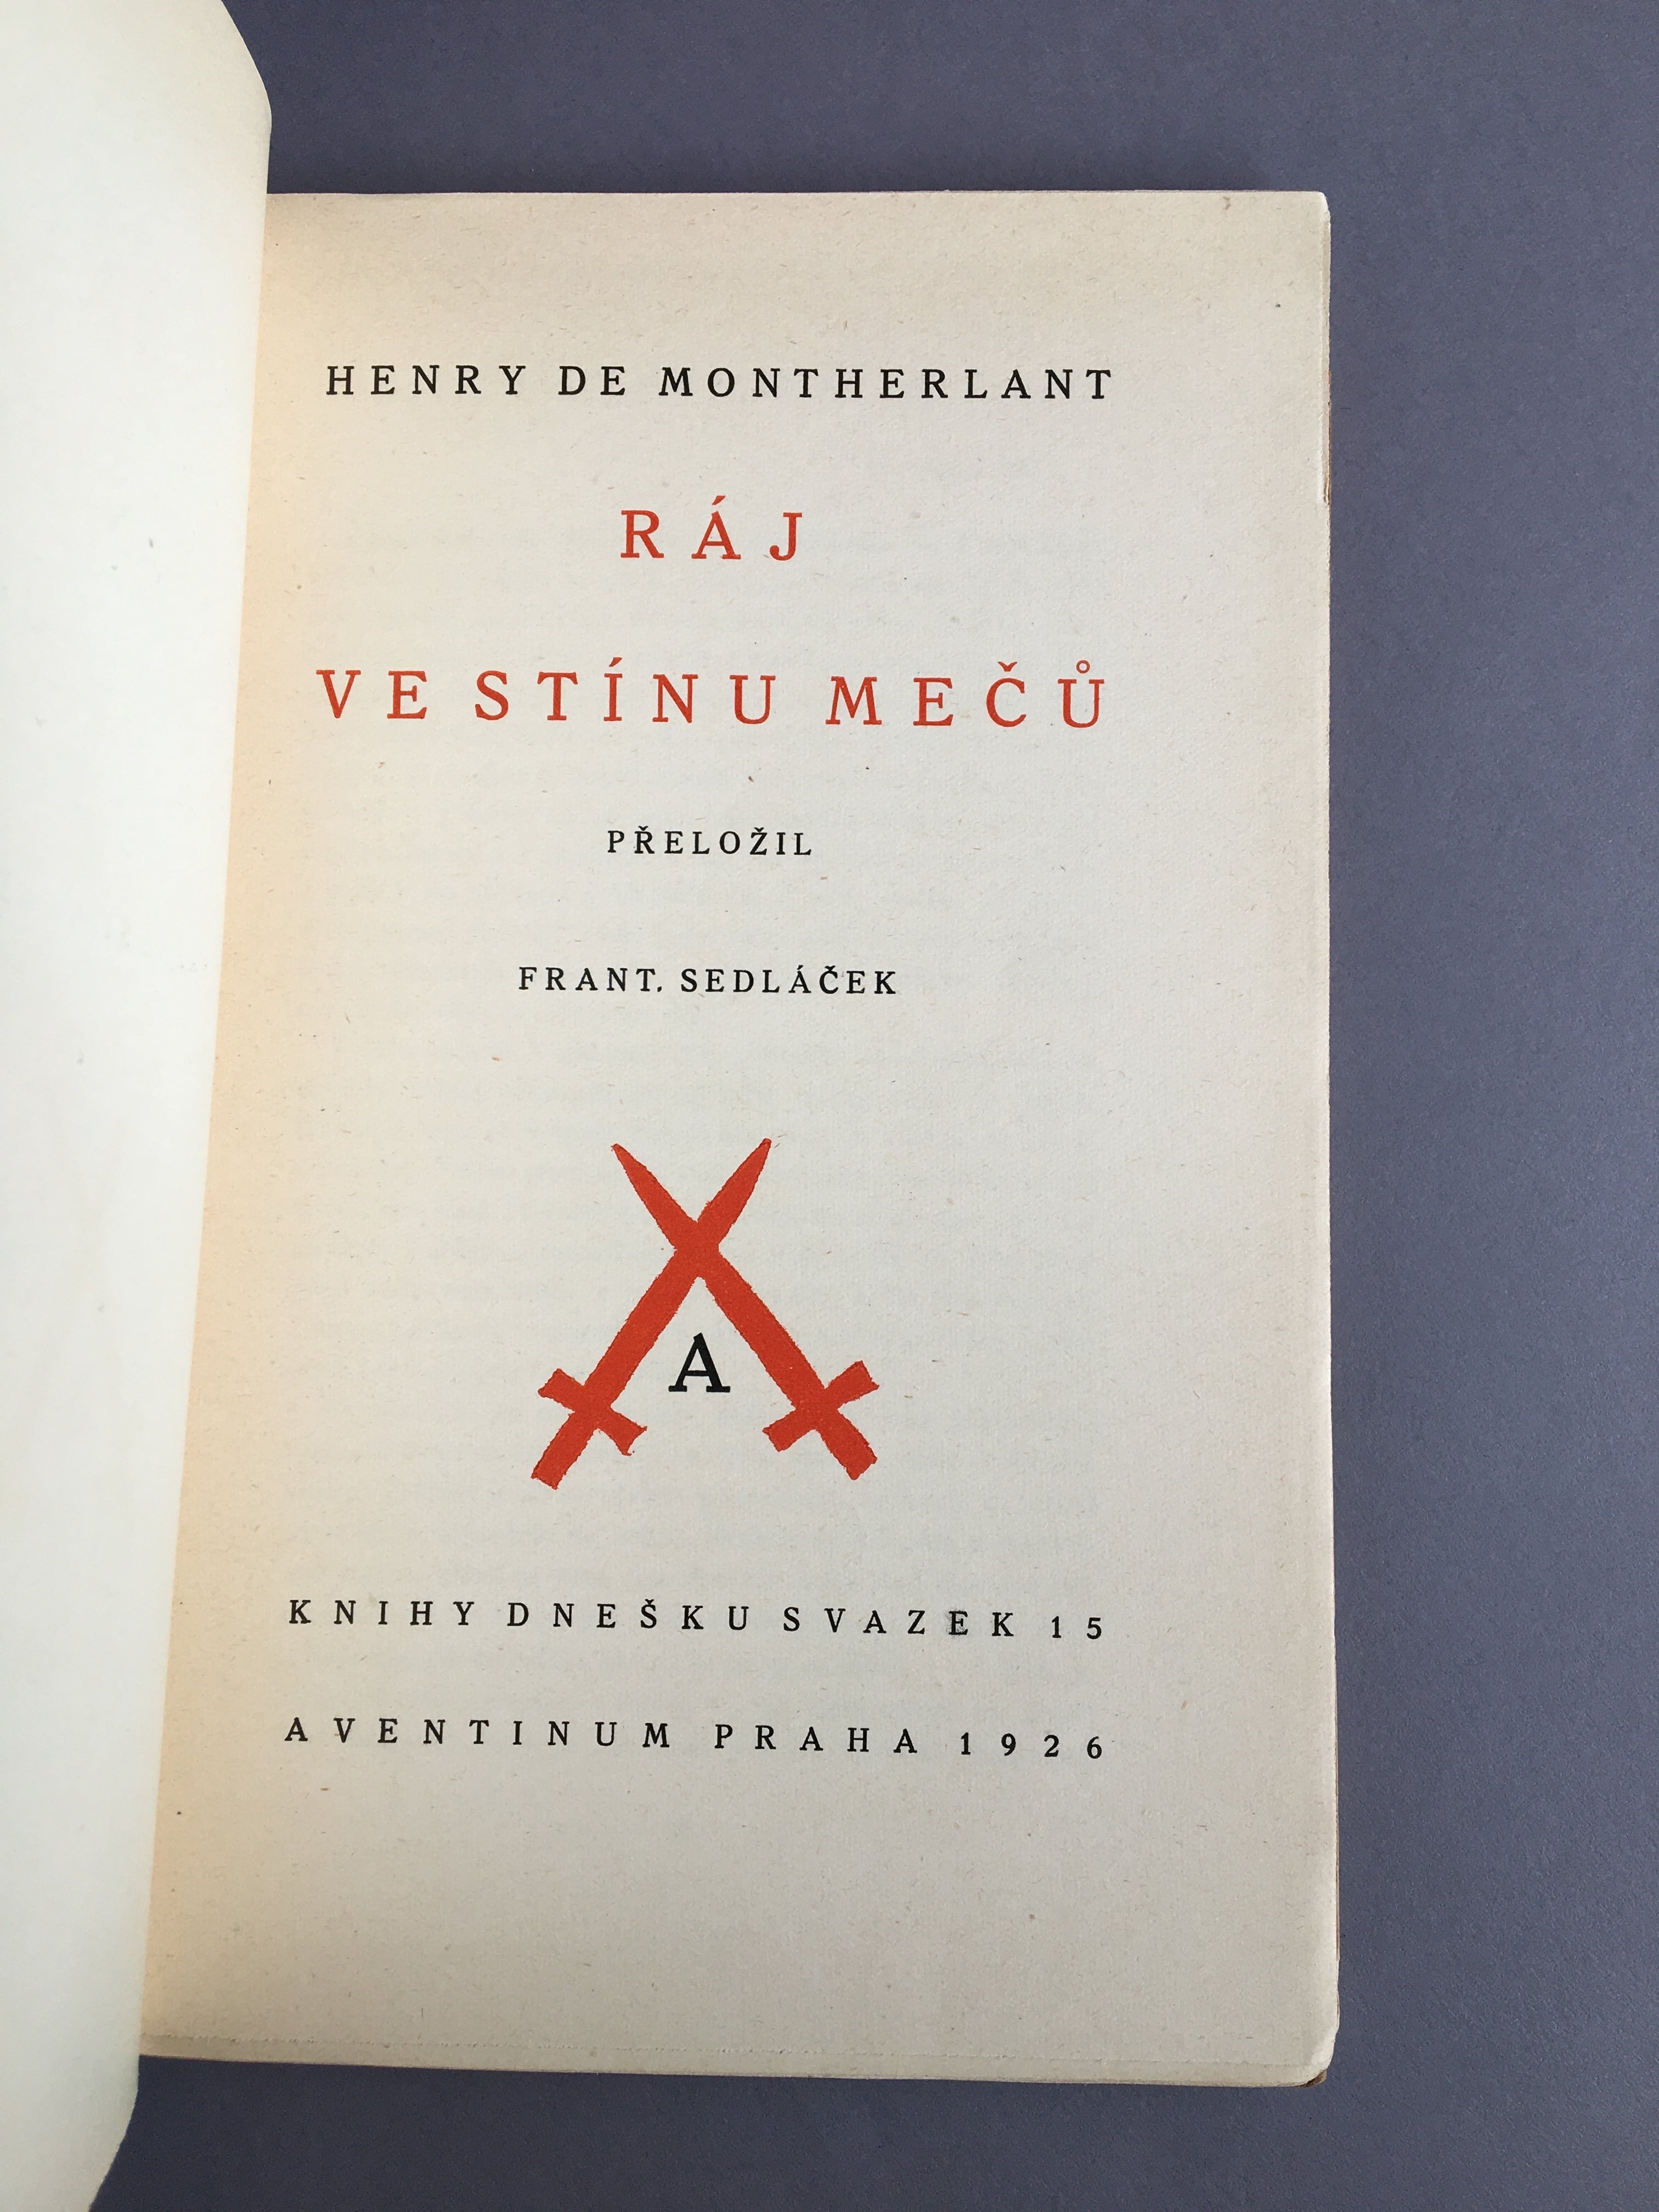 HENRY DE MONTHERLANT
RÁJ
VE STÍNU MEČŮ
PŘELOŽIL
FRANT. SEDLÁČEK
A
KNIHY DNEŠKU SVAZEK 15
AVENTINUM PRAHA 1926